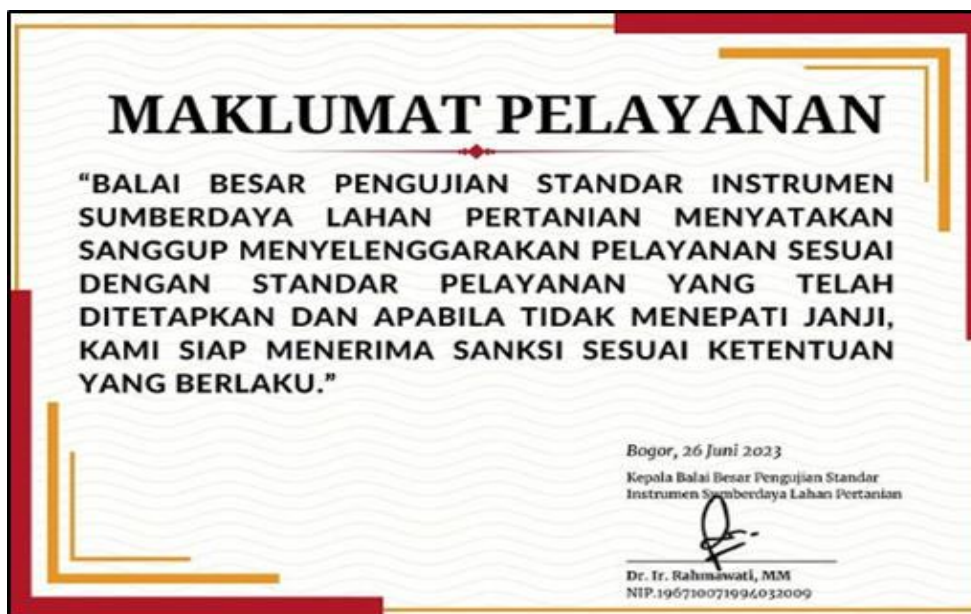 MAKLUMAT PELAYANAN
“BALAI BESAR PENGUJIAN STANDAR INSTRUMEN
SUMBERDAYA LAHAN PERTANIAN MENYATAKAN
SANGGUP MENYELENGGARAKAN PELAYANAN SESUAI
DENGAN STANDAR PELAYANAN YANG TELAH
DITETAPKAN DAN APABILA TIDAK MENEPATI JANJI,
KAMI SIAP MENERIMA SANKSI SESUAI KETENTUAN
YANG BERLAKU.”
Bogor, 26 Juni 2023
Kepala Balai Besar Pengujian Standar
Instrumen Sumberdaya Lahan Pertanian
Dr. Ir. Rahmawati, MM
NIP.196710071994032009